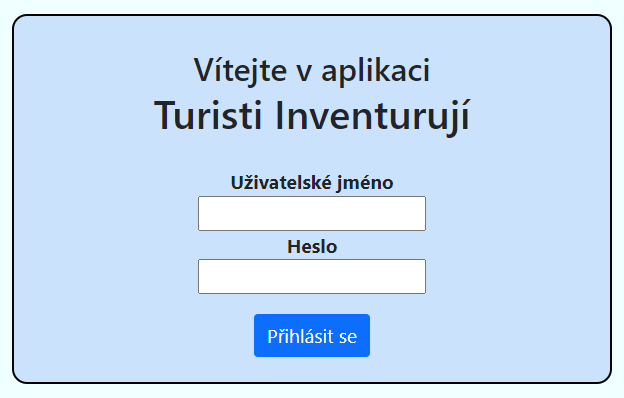 Vítejte v aplikaci
Turisti Inventurují
Uživatelské jméno
Heslo
Přihlásit se